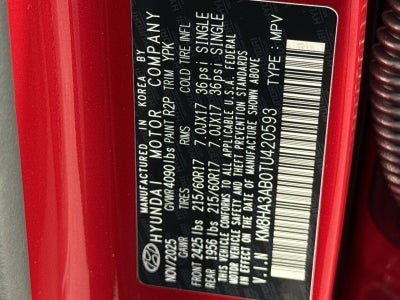 MANUFACTURED IN KOREA BY
HYUNDAI MOTOR COMPANY
NOV/2025 GVWR4090lbs PAINT R2P TRIM YPK
GAWR TIRES RIMS COLD TIRE INFL
FRONT 2425 lbs 215/60R17 7.0JX17 36psi SINGLE
REAR 1956 lbs 215/60R17 7.0JX17 36psi SINGLE
THIS VEHICLE CONFORMS TO ALL APPLICABLE U.S.A. FEDERAL
MOTOR VEHICLE SAFETY AND THEFT PREVENTION STANDARDS
IN EFFECT ON THE DATE OF MANUFACTURE SHOWN ABOVE
V.I.N KM8HA3AB0TU420593 TYPE : MPV